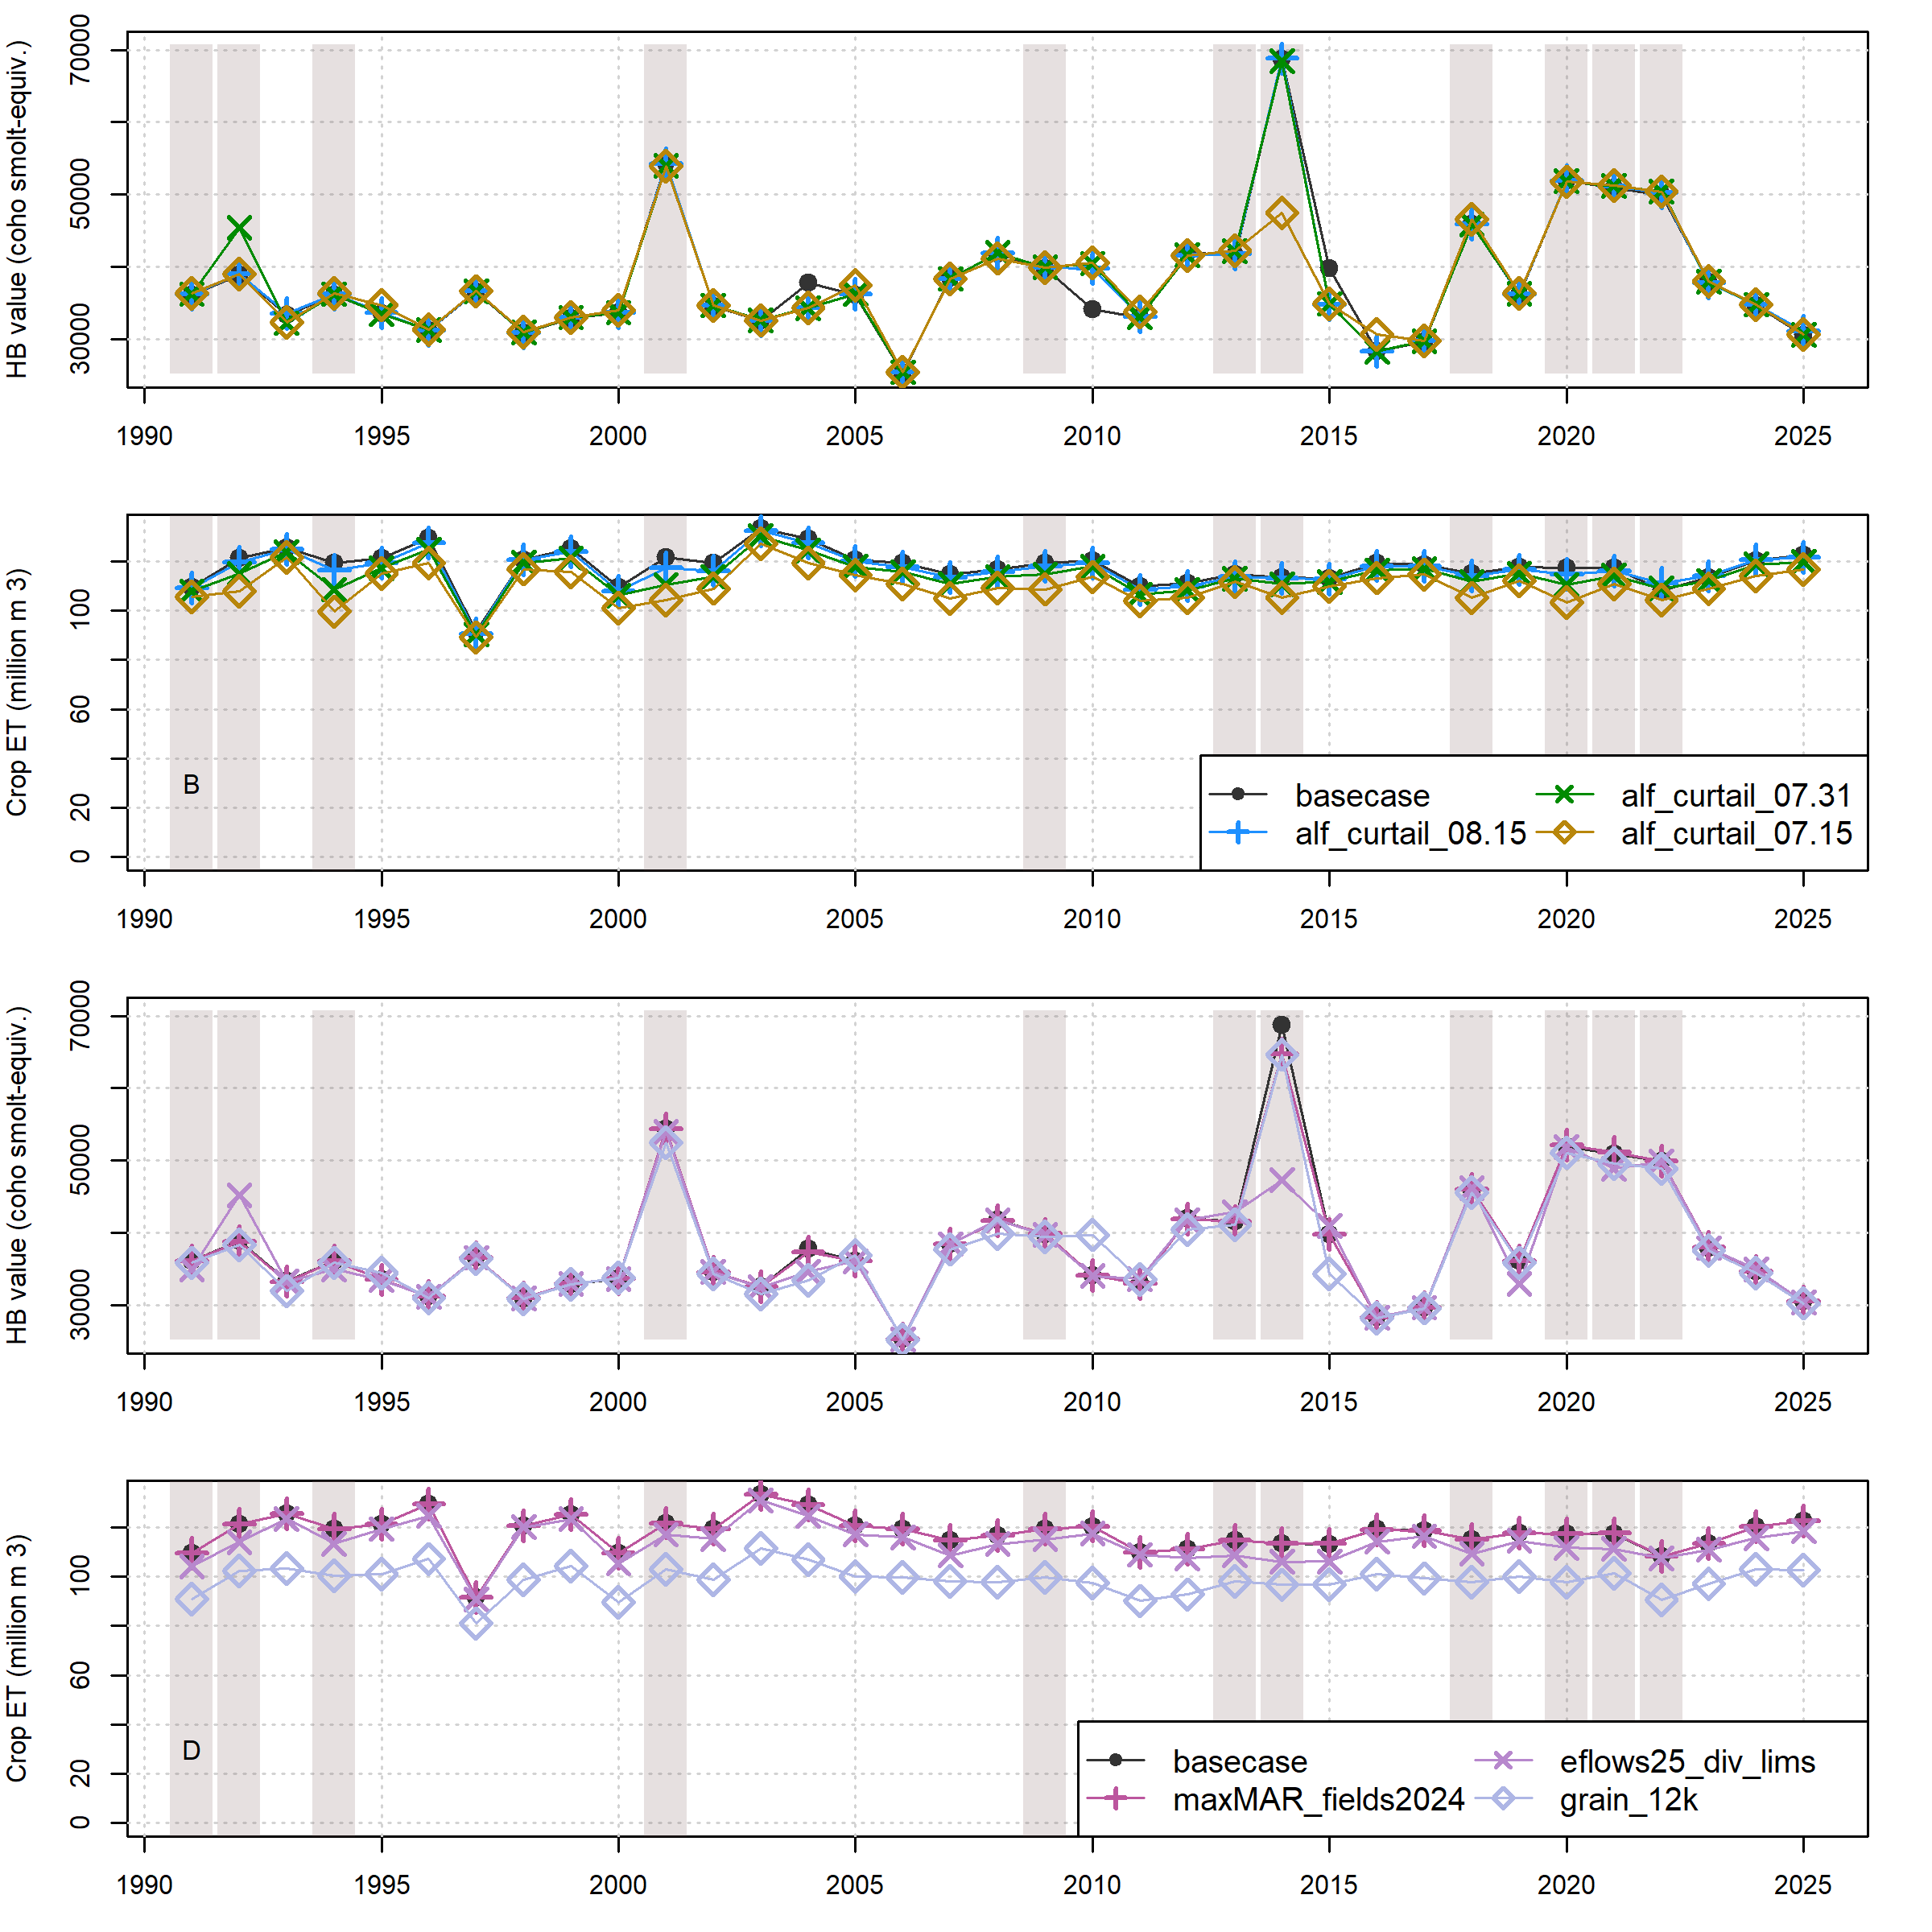 HB value (coho smolt-equiv.)
70000
50000
30000
1990 1995 2000 2005 2010 2015 2020 2025
Crop ET (million m 3)
100
60
20
0
B
basecase alf_curtail_07.31
alf_curtail_08.15 alf_curtail_07.15
1990 1995 2000 2005 2010 2015 2020 2025
HB value (coho smolt-equiv.)
70000
50000
30000
1990 1995 2000 2005 2010 2015 2020 2025
Crop ET (million m 3)
100
60
20
0
D
basecase eflows25_div_lims
maxMAR_fields2024 grain_12k
1990 1995 2000 2005 2010 2015 2020 2025